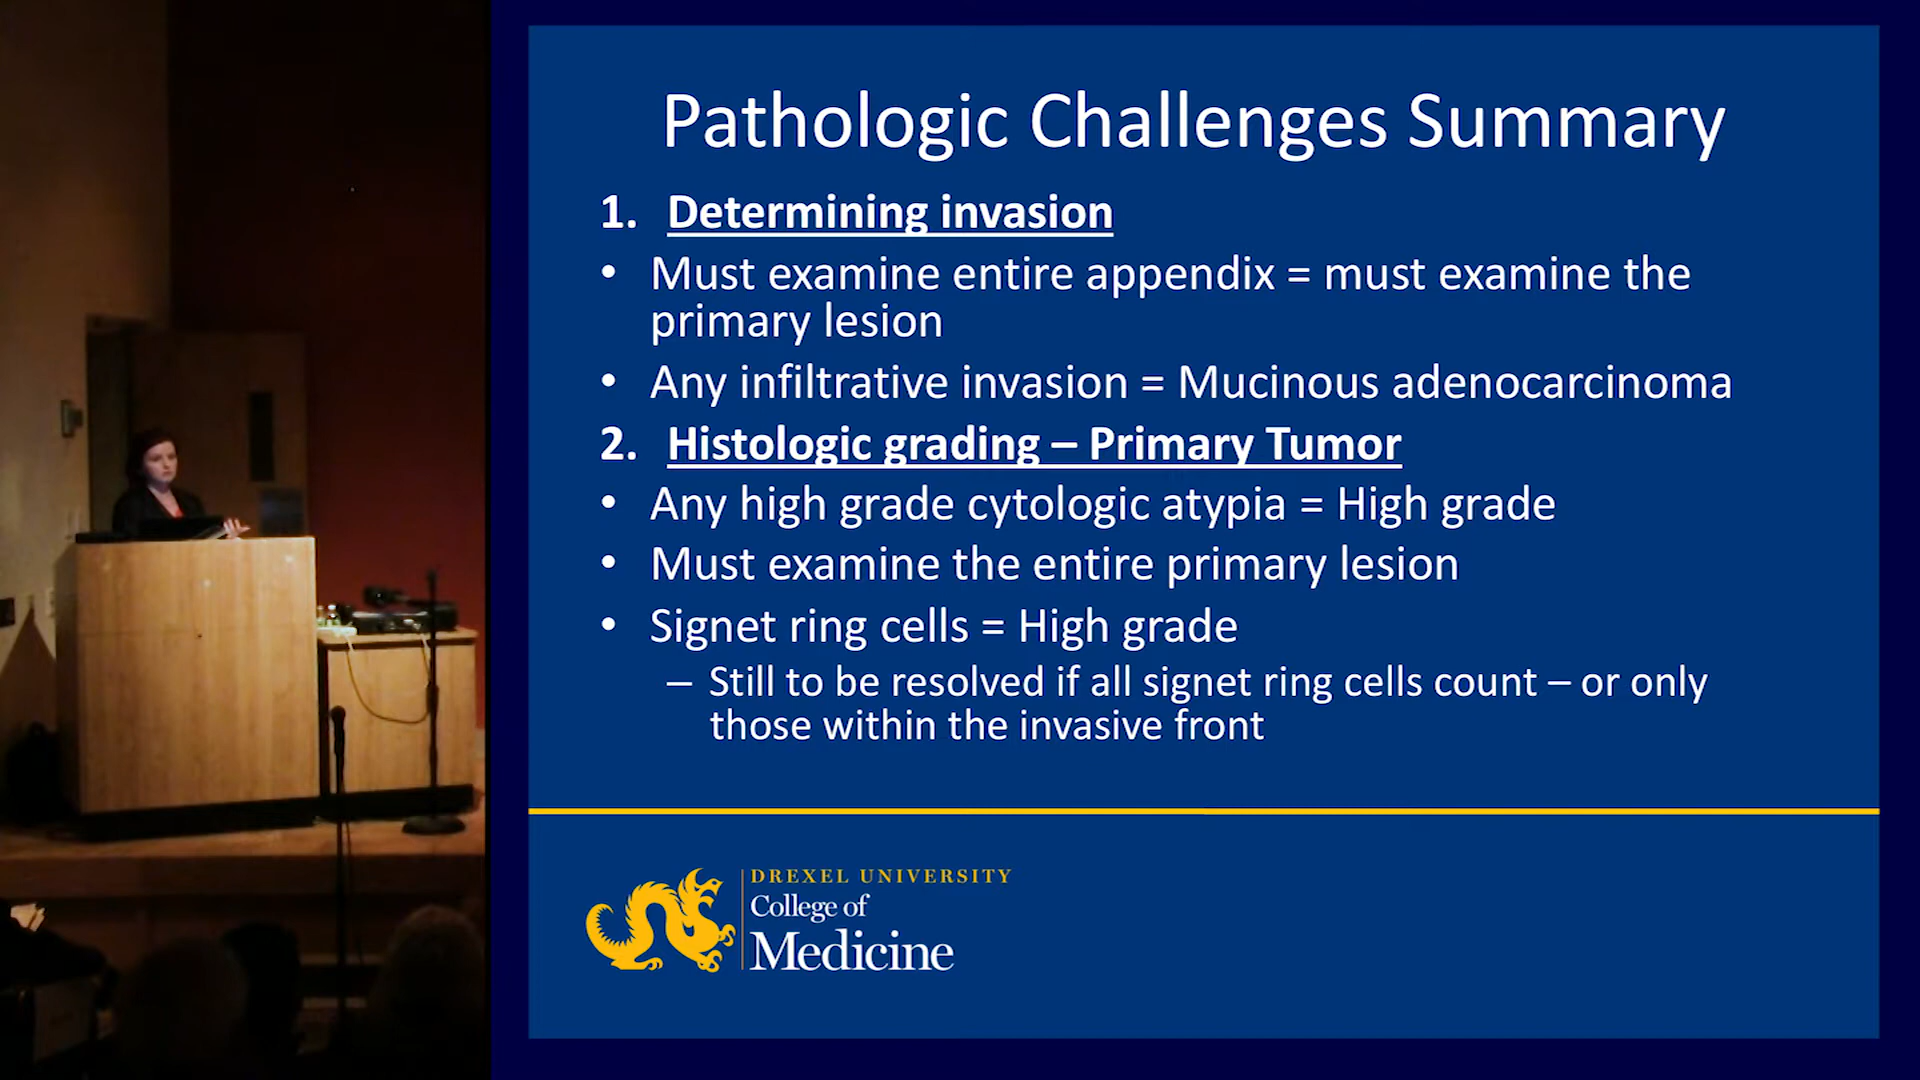 Pathologic Challenges Summary
1. Determining invasion
• Must examine entire appendix = must examine the
primary lesion
• Any infiltrative invasion = Mucinous adenocarcinoma
2. Histologic grading – Primary Tumor
• Any high grade cytologic atypia = High grade
• Must examine the entire primary lesion
• Signet ring cells = High grade
– Still to be resolved if all signet ring cells count – or only
those within the invasive front
DREXEL UNIVERSITY
College of
Medicine